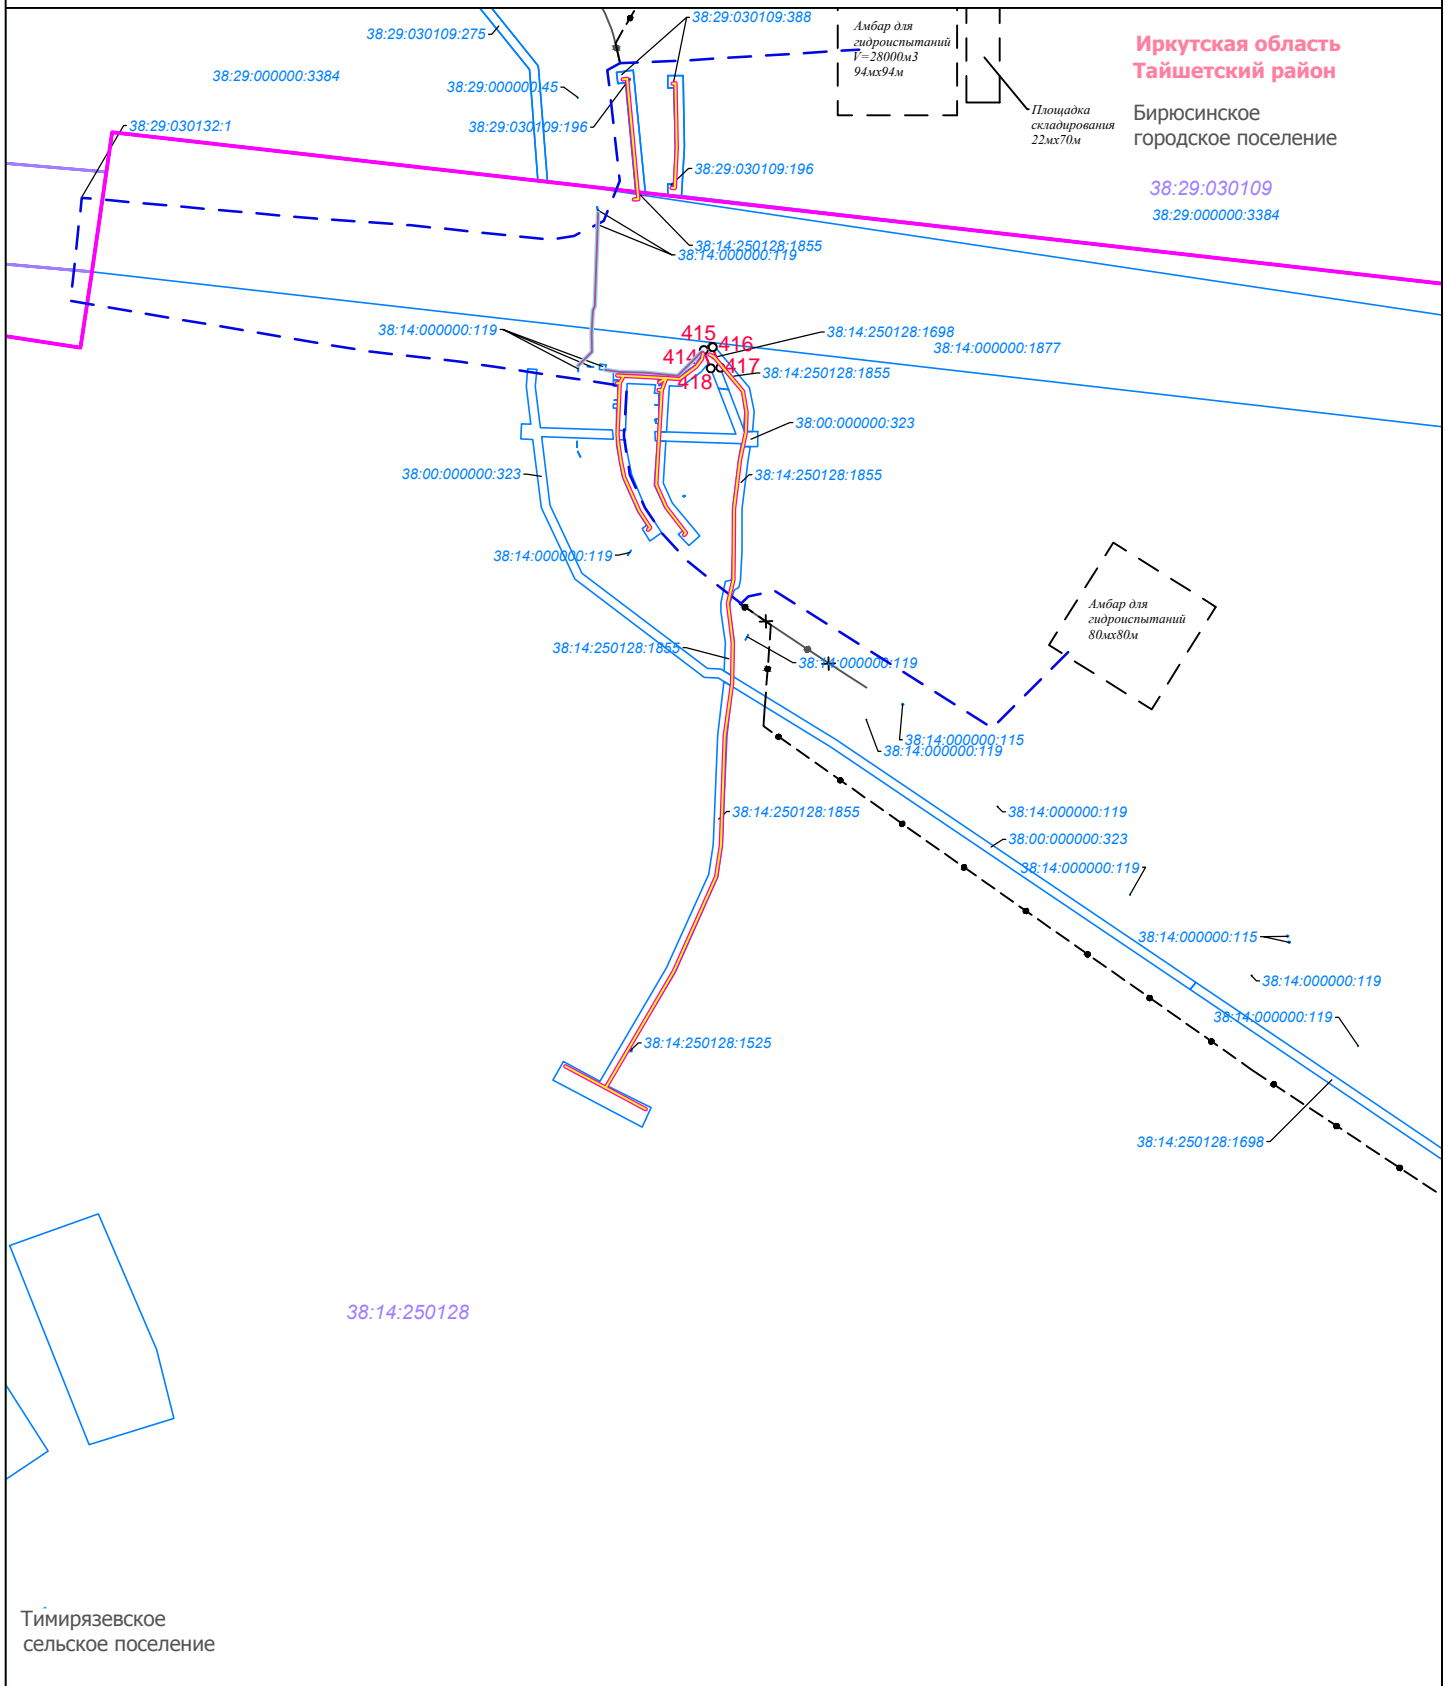 38:29:030109:388
38:29:030109:275
38:29:000000:3384
38:29:000000:45
38:29:030132:1
38:29:030109:196
Амбар для
гидроиспытаний
V=28000м3
94мх94м
Площадка
складирования
22мх70м
Иркутская область
Тайшетский район
Бирюсинское
городское поселение
38:29:030109
38:29:000000:3384
38:29:030109:196
38:14:250128:1855
38:14:000000:119
38:14:000000:119
415
416
414
417
418
38:14:250128:1698
38:14:000000:1877
38:14:250128:1855
38:00:000000:323
38:00:000000:323
38:14:250128:1855
38:14:000000:119
Амбар для
гидроиспытаний
80мх80м
38:14:250128:1855
38:14:000000:119
38:14:000000:115
38:14:000000:119
38:14:250128:1855
38:14:000000:119
38:00:000000:323
38:14:000000:119
38:14:000000:115
38:14:000000:119
38:14:000000:119
38:14:250128:1525
38:14:250128:1698
38:14:250128
Тимирязевское
сельское поселение